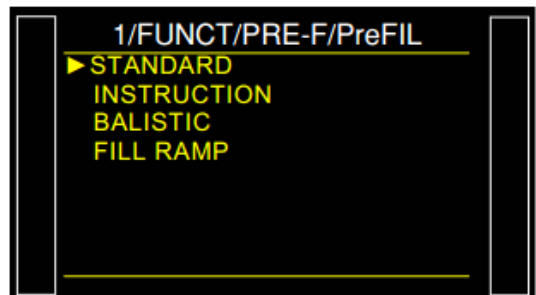 1/FUNCT/PRE-F/PreFIL
►STANDARD
INSTRUCTION
BALISTIC
FILL RAMP